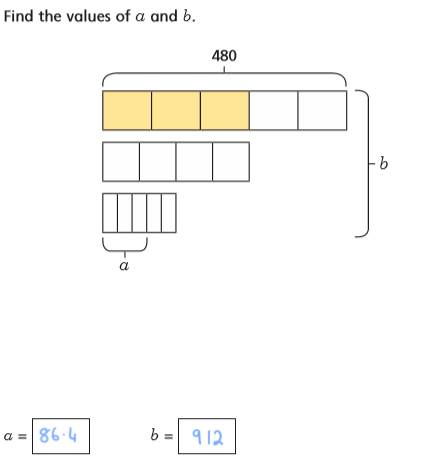 Find the values of a and b.
480
b
a
a = 86.4 b = 912